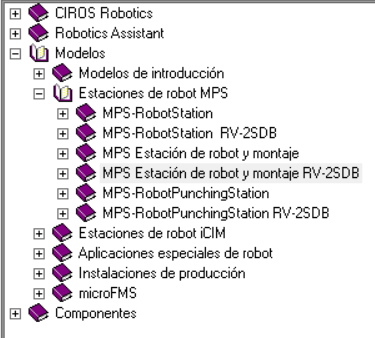 CIROS Robotics
Robotics Assistant
Modelos
Modelos de introducción
Estaciones de robot MPS
MPS-RobotStation
MPS-RobotStation RV-2SDB
MPS Estación de robot y montaje
MPS Estación de robot y montaje RV-2SDB
MPS-RobotPunchingStation
MPS-RobotPunchingStation RV-2SDB
Estaciones de robot iCIM
Aplicaciones especiales de robot
Instalaciones de producción
microFMS
Componentes